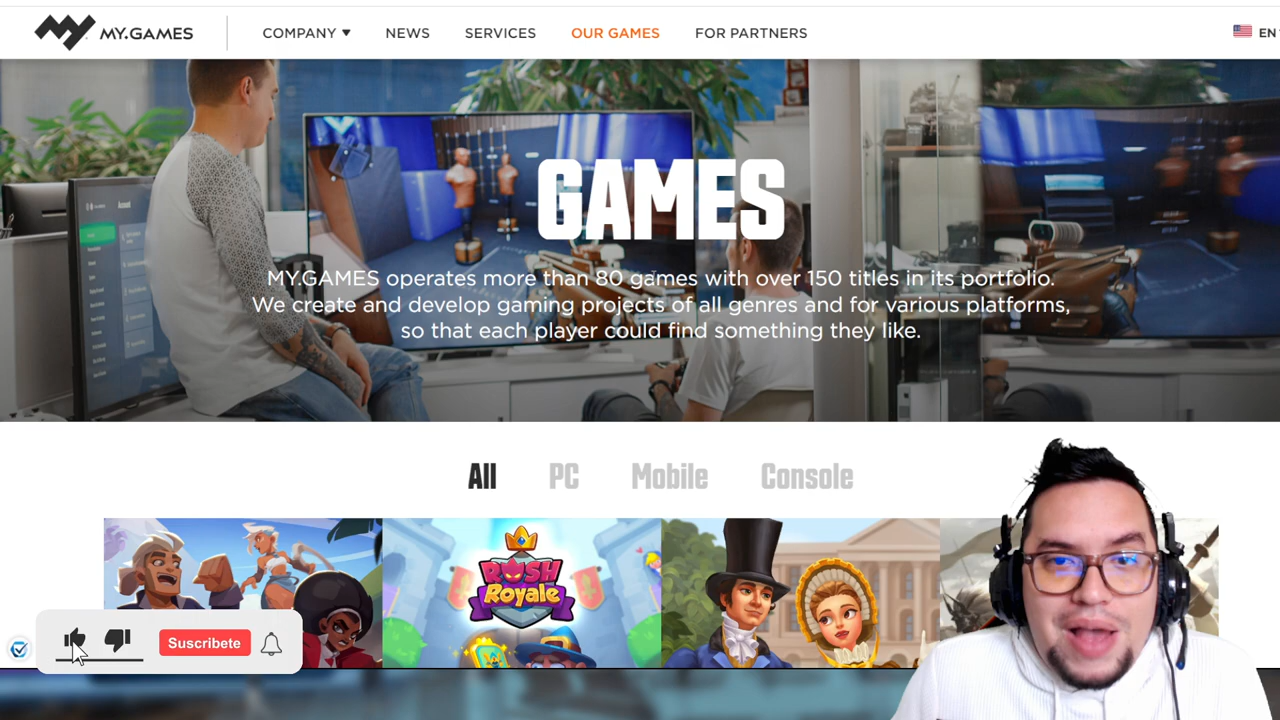 MY.GAMES
COMPANY ▼ NEWS SERVICES OUR GAMES FOR PARTNERS
EN
GAMES
MY.GAMES operates more than 80 games with over 150 titles in its portfolio.
We create and develop gaming projects of all genres and for various platforms,
so that each player could find something they like.
All PC Mobile Console
RUSH
Royale
Suscribete